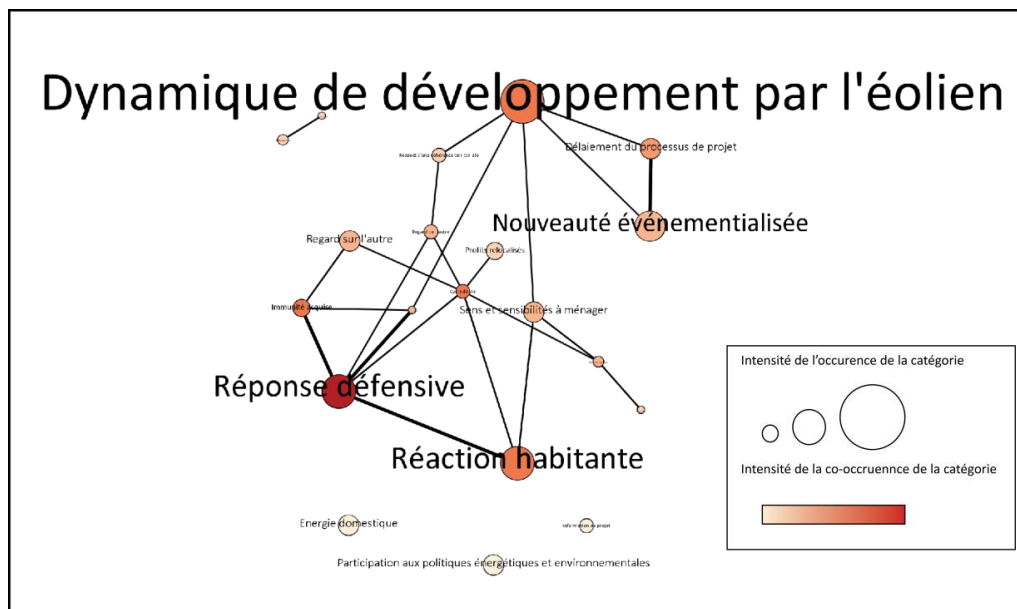 Dynamique de développement par l'éolien
Délaiement du processus de projet
Nouveauté événementialisée
Regard sur l'autre
Profits relocalisés
Immunité acquise
Sens et sensibilités à ménager
Réponse défensive
Réaction habitante
Energie domestique
Participation aux politiques énergétiques et environnementales
Intensité de l'occurence de la catégorie
Intensité de la co-occruennce de la catégorie